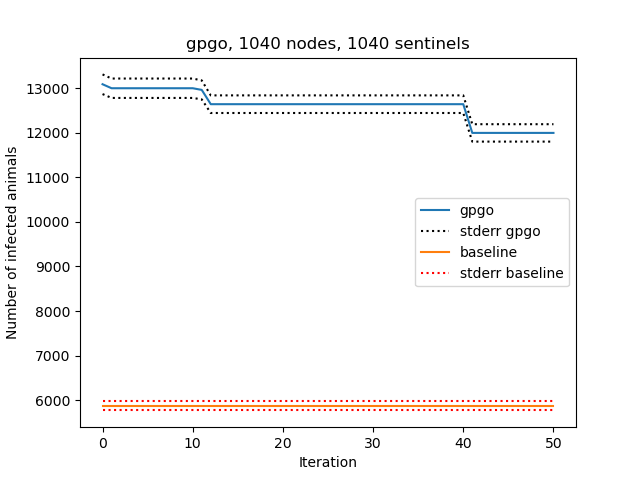 gpgo, 1040 nodes, 1040 sentinels
Number of infected animals
13000
12000
11000
10000
9000
8000
7000
6000
gpgo
stderr gpgo
baseline
stderr baseline
0
10
20
30
40
50
Iteration